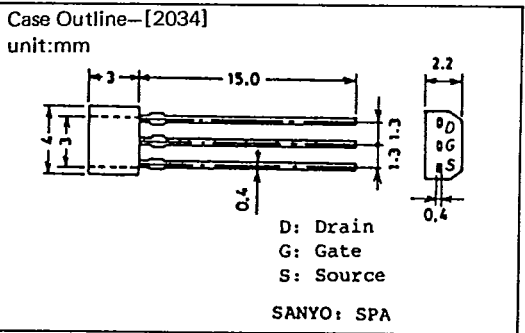 Case Outline—[2034]
unit:mm
3
15.0
2.2
4
3
1.3
1.3
D
G
S
0.4
0.4
D: Drain
G: Gate
S: Source
SANYO: SPA